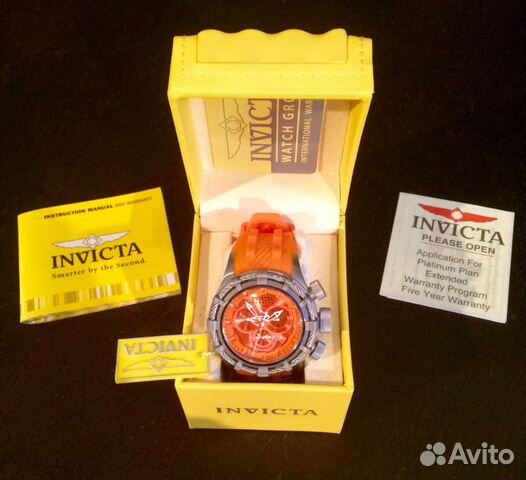 INVICTA
WATCH GRO
INTERNATIONAL WAR
INSTRUCTION MANUAL AND WARRANTY
INVICTA
Smarter by the Second.
INVICTA
PLEASE OPEN
Application For
Platinum Plan
Extended
Warranty Program
Five Year Warranty
INVICTA
INVICTA
INVICTA
Avito